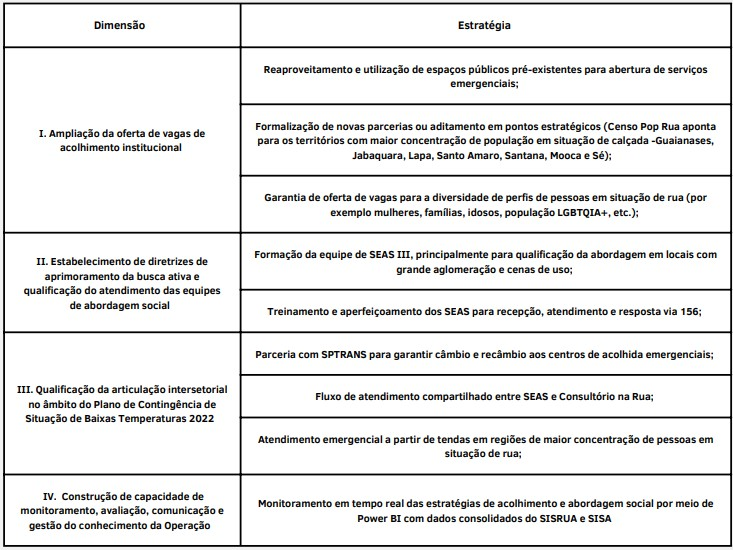 Dimensão
Estratégia
I. Ampliação da oferta de vagas de
acolhimento institucional
Reaproveitamento e utilização de espaços públicos pré-existentes para abertura de serviços
emergenciais;
Formalização de novas parcerias ou aditamento em pontos estratégicos (Censo Pop Rua aponta
para os territórios com maior concentração de população em situação de calçada -Guaianases,
Jabaquara, Lapa, Santo Amaro, Santana, Mooca e Sé);
Garantia de oferta de vagas para a diversidade de perfis de pessoas em situação de rua (por
exemplo mulheres, famílias, idosos, população LGBTQIA+, etc.);
II. Estabelecimento de diretrizes de
aprimoramento da busca ativa e
qualificação do atendimento das equipes
de abordagem social
Formação da equipe de SEAS III, principalmente para qualificação da abordagem em locais com
grande aglomeração e cenas de uso;
Treinamento e aperfeiçoamento dos SEAS para recepção, atendimento e resposta via 156;
III. Qualificação da articulação intersetorial
no âmbito do Plano de Contingência de
Situação de Baixas Temperaturas 2022
Parceria com SPTRANS para garantir câmbio e recâmbio aos centros de acolhida emergenciais;
Fluxo de atendimento compartilhado entre SEAS e Consultório na Rua;
Atendimento emergencial a partir de tendas em regiões de maior concentração de pessoas em
situação de rua;
IV. Construção de capacidade de
monitoramento, avaliação, comunicação e
gestão do conhecimento da Operação
Monitoramento em tempo real das estratégias de acolhimento e abordagem social por meio de
Power BI com dados consolidados do SISRUA e SISA